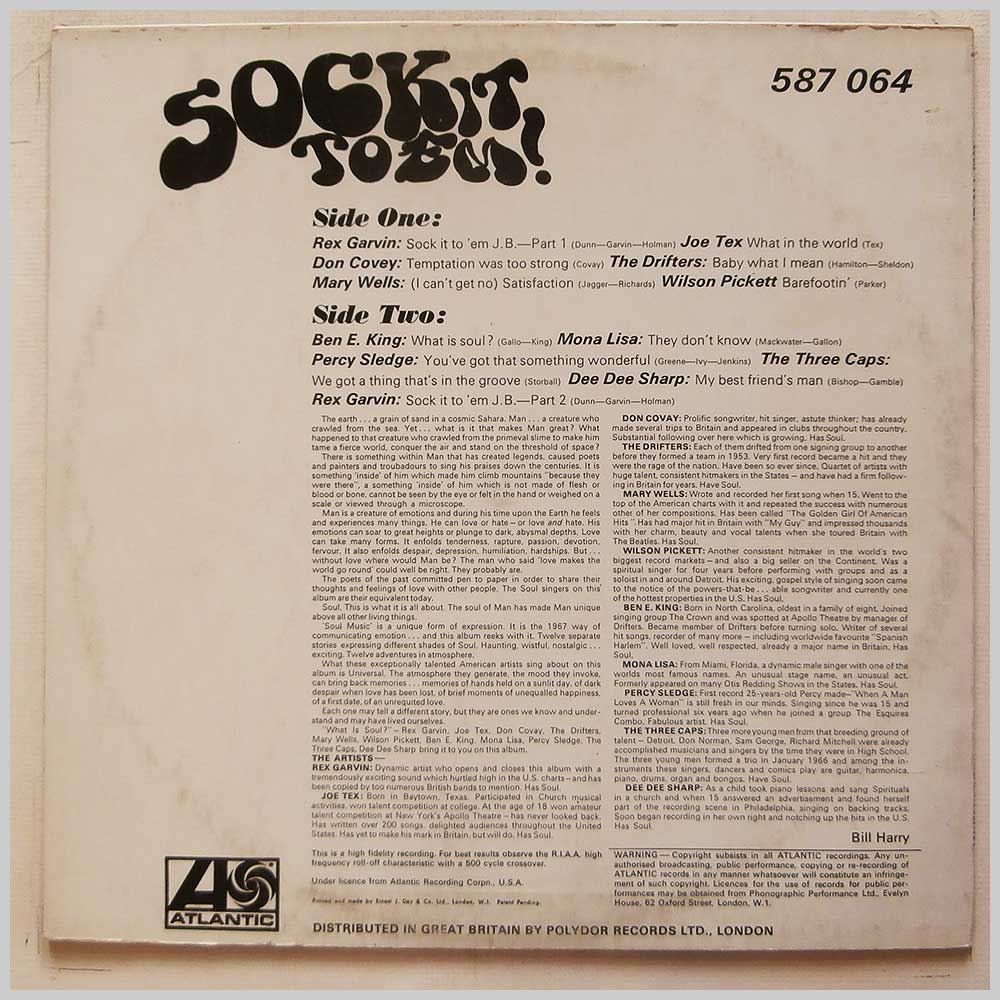 SOCK IT
TO EM!
587 064
Side One:
Rex Garvin: Sock it to 'em J.B.—Part 1 (Dunn—Garvin—Holman) Joe Tex What in the world (Tex)
Don Covey: Temptation was too strong (Covay) The Drifters: Baby what I mean (Hamilton—Sheldon)
Mary Wells: (I can't get no) Satisfaction (Jagger—Richards) Wilson Pickett Barefootin' (Parker)
Side Two:
Ben E. King: What is soul? (Gallo—King) Mona Lisa: They don't know (Mackwater—Gallon)
Percy Sledge: You've got that something wonderful (Greene—Ivy—Jenkins) The Three Caps:
We got a thing that's in the groove (Storball) Dee Dee Sharp: My best friend's man (Bishop—Gamble)
Rex Garvin: Sock it to 'em J.B.—Part 2 (Dunn—Garvin—Holman)
The earth . . . a grain of sand in a cosmic Sahara. Man . . . a creature who
crawled from the sea. Yet . . . what is it that makes Man great? What
happened to that creature who crawled from the primeval slime to make him
tame a fierce world, conquer the air and stand on the threshold of space?
There is something within Man that has created legends, caused poets
and painters and troubadours to sing his praises down the centuries. It is
something 'inside' of him which made him climb mountains "because they
were there", a something 'inside' of him which is not made of flesh or
blood or bone, cannot be seen by the eye or felt in the hand or weighed on a
scale or viewed through a microscope.
Man is a creature of emotions and during his time upon the Earth he feels
and experiences many things. He can love or hate – or love and hate. His
emotions can soar to great heights or plunge to dark, abysmal depths. Love
can take many forms. It enfolds tenderness, rapture, passion, devotion,
fervour. It also enfolds despair, depression, humiliation, hardships. But . . .
without love where would Man be? The man who said 'love makes the
world go round' could well be right. They probably are.
The poets of the past committed pen to paper in order to share their
thoughts and feelings of love with other people. The Soul singers on this
album are their equivalent today.
Soul. This is what it is all about. The soul of Man has made Man unique
above all other living things.
'Soul Music' is a unique form of expression. It is the 1967 way of
communicating emotion . . . and this album reeks with it. Twelve separate
stories expressing different shades of Soul. Haunting, wistful, nostalgic . . .
exciting. Twelve adventures in atmosphere.
What these exceptionally talented American artists sing about on this
album is Universal. The atmosphere they generate, the mood they invoke,
can bring back memories . . . memories of hands held on a sunlit day, of dark
despair when love has been lost, of brief moments of unequalled happiness,
of a first date, of an unrequited love.
Each one may tell a different story, but they are ones we know and under-
stand and may have lived ourselves.
"What Is Soul?" – Rex Garvin, Joe Tex, Don Covay, The Drifters,
Mary Wells, Wilson Pickett, Ben E. King, Mona Lisa, Percy Sledge, The
Three Caps, Dee Dee Sharp bring it to you on this album.
THE ARTISTS—
REX GARVIN: Dynamic artist who opens and closes this album with a
tremendously exciting sound which hurtled high in the U.S. charts – and has
been copied by too numerous British bands to mention. Has Soul.
JOE TEX: Born in Baytown, Texas. Participated in Church musical
activities, won talent competition at college. At the age of 18 won amateur
talent competition at New York's Apollo Theatre – has never looked back.
Has written over 200 songs, delighted audiences throughout the United
States. Has yet to make his mark in Britain, but will do. Has Soul.
DON COVAY: Prolific songwriter, hit singer, astute thinker; has already
made several trips to Britain and appeared in clubs throughout the country.
Substantial following over here which is growing. Has Soul.
THE DRIFTERS: Each of them drifted from one signing group to another
before they formed a team in 1953. Very first record became a hit and they
were the rage of the nation. Have been so ever since. Quartet of artists with
huge talent, consistent hitmakers in the States – and have had a firm follow-
ing in Britain for years. Have Soul.
MARY WELLS: Wrote and recorded her first song when 15. Went to the
top of the American charts with it and repeated the success with numerous
other of her compositions. Has been called "The Golden Girl Of American
Hits". Has had major hit in Britain with "My Guy" and impressed thousands
with her charm, beauty and vocal talents when she toured Britain with
The Beatles. Has Soul.
WILSON PICKETT: Another consistent hitmaker in the world's two
biggest record markets – and also a big seller on the Continent. Was a
spiritual singer for four years before performing with groups and as a
soloist in and around Detroit. His exciting, gospel style of singing soon came
to the notice of the powers-that-be . . . able songwriter and currently one
of the hottest properties in the U.S. Has Soul.
BEN E. KING: Born in North Carolina, oldest in a family of eight. Joined
singing group The Crown and was spotted at Apollo Theatre by manager of
Drifters. Became member of Drifters before turning solo. Writer of several
hit songs, recorder of many more – including worldwide favourite "Spanish
Harlem". Well loved, well respected, already a major name in Britain. Has
Soul.
MONA LISA: From Miami, Florida, a dynamic male singer with one of the
worlds most famous names. An unusual stage name, an unusual act.
Formerly appeared on many Otis Redding Shows in the States. Has Soul.
PERCY SLEDGE: First record 25-years-old Percy made–"When A Man
Loves A Woman" is still fresh in our minds. Singing since he was 15 and
turned professional six years ago when he joined a group The Esquires
Combo. Fabulous artist. Has Soul.
THE THREE CAPS: Three more young men from that breeding ground of
talent – Detroit. Don Norman, Sam George, Richard Mitchell were already
accomplished musicians and singers by the time they were in High School.
The three young men formed a trio in January 1966 and among the in-
struments these singers, dancers and comics play are guitar, harmonica,
piano, drums, organ and bongos. Have Soul.
DEE DEE SHARP: As a child took piano lessons and sang Spirituals
in a church and when 15 answered an advertisement and found herself
part of the recording scene in Philadelphia, singing on backing tracks.
Soon began recording in her own right and notching up the hits in the U.S.
Has Soul.
Bill Harry
This is a high fidelity recording. For best results observe the R.I.A.A. high
frequency roll-off characteristic with a 500 cycle crossover.
Under licence from Atlantic Recording Corpn., U.S.A.
Printed and made by Ernest J. Day & Co. Ltd., London, W.1. Patent Pending.
WARNING — Copyright subsists in all ATLANTIC recordings. Any un-
authorised broadcasting, public performance, copying or re-recording of
ATLANTIC records in any manner whatsoever will constitute an infringe-
ment of such copyright. Licences for the use of records for public per-
formances may be obtained from Phonographic Performance Ltd., Evelyn
House, 62 Oxford Street, London, W.1.
ATLANTIC
DISTRIBUTED IN GREAT BRITAIN BY POLYDOR RECORDS LTD., LONDON